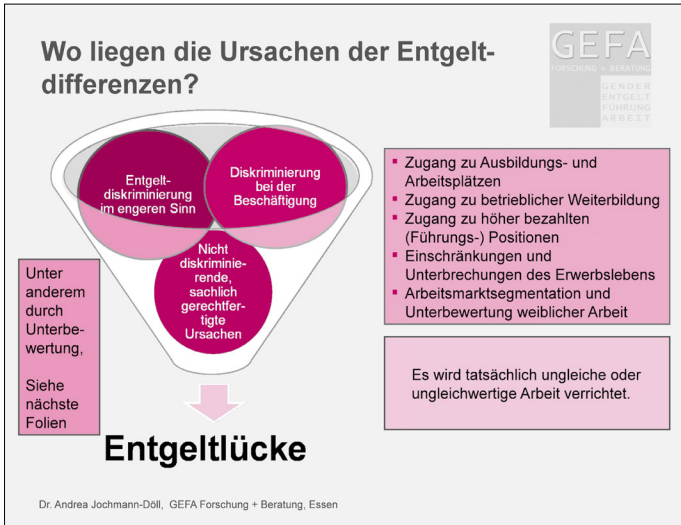 Wo liegen die Ursachen der Entgelt-
differenzen?
GEFA
FORSCHUNG + BERATUNG
GENDER
ENTGELT
FÜHRUNG
ARBEIT
Entgelt-
diskriminierung
im engeren Sinn
Diskriminierung
bei der
Beschäftigung
Nicht
diskriminie-
rende,
sachlich
gerechtfer-
tigte
Ursachen
Unter
anderem
durch
Unterbe-
wertung,
Siehe
nächste
Folien
Zugang zu Ausbildungs- und
Arbeitsplätzen
Zugang zu betrieblicher Weiterbildung
Zugang zu höher bezahlten
(Führungs-) Positionen
Einschränkungen und
Unterbrechungen des Erwerbslebens
Arbeitsmarktsegmentation und
Unterbewertung weiblicher Arbeit
Es wird tatsächlich ungleiche oder
ungleichwertige Arbeit verrichtet.
Entgeltlücke
Dr. Andrea Jochmann-Döll, GEFA Forschung + Beratung, Essen